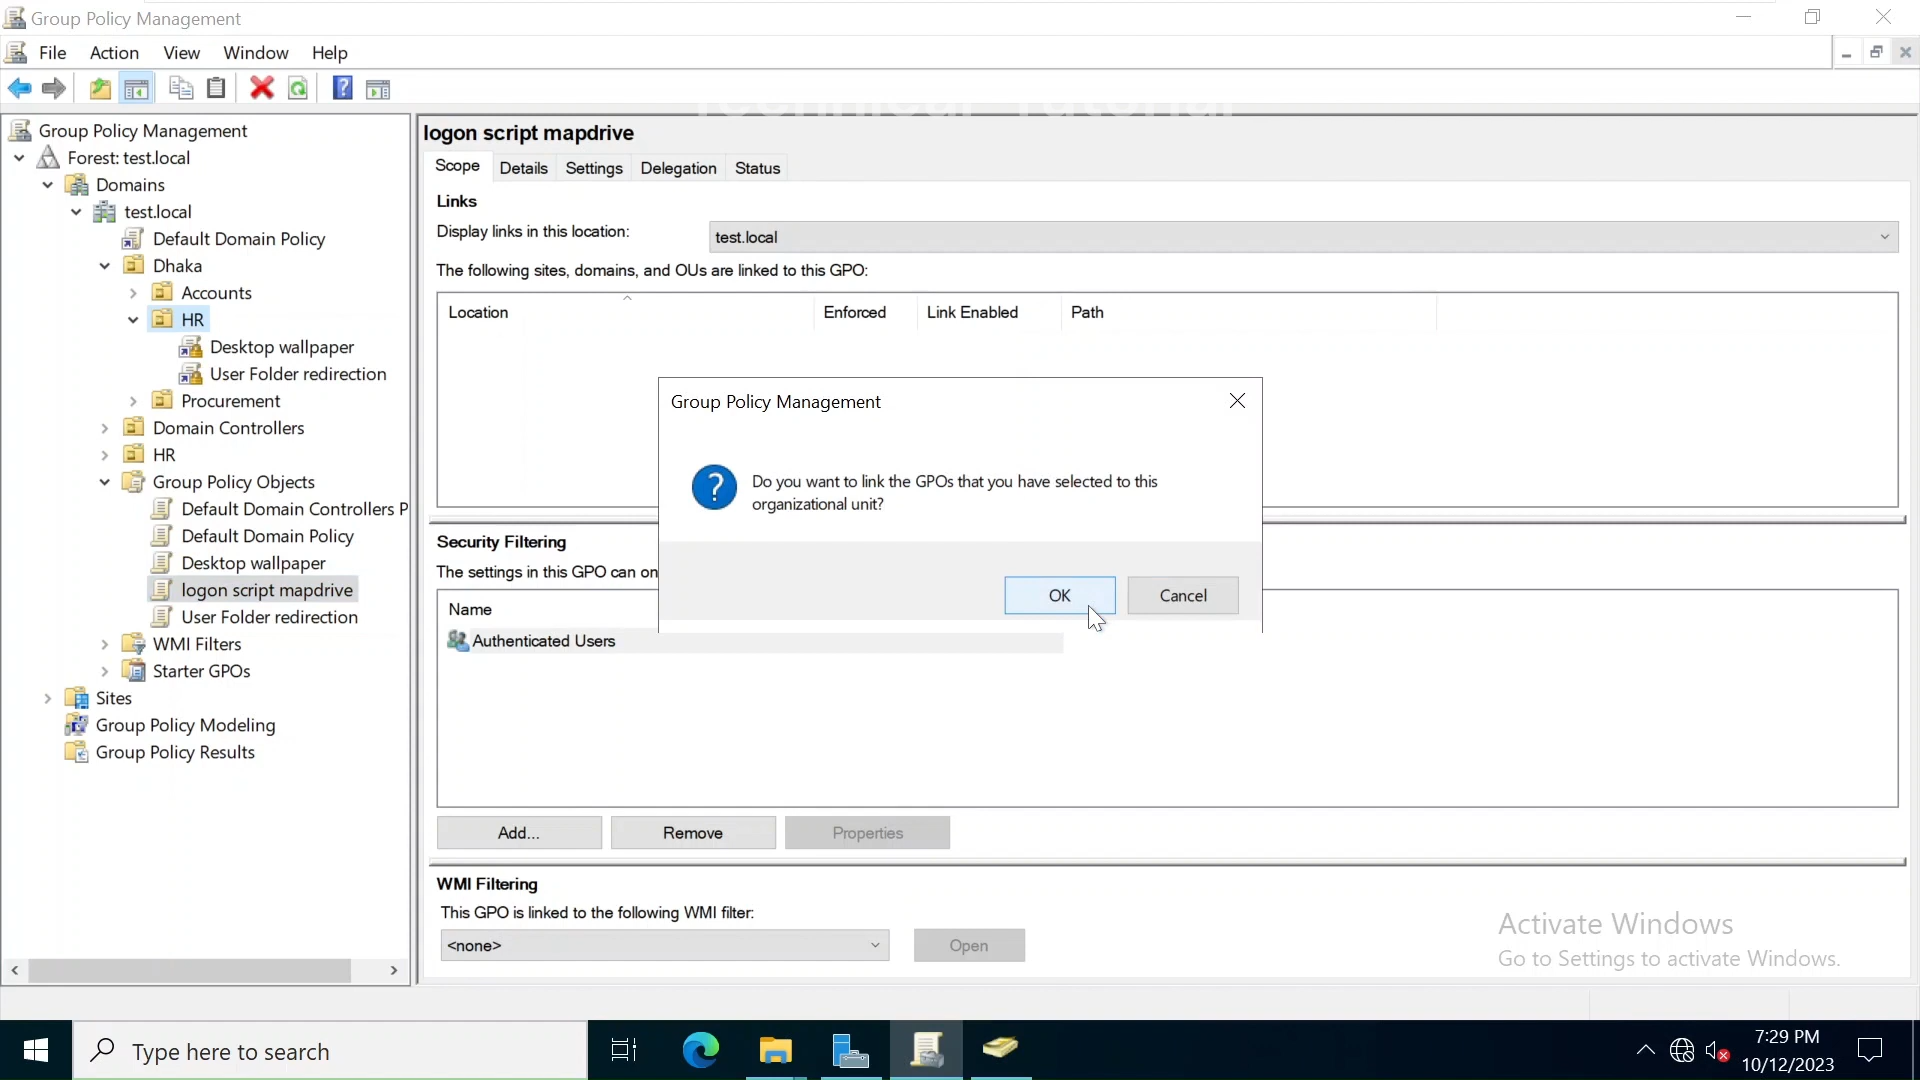 Group Policy Management
File Action View Window Help
Technical Tutorial
Group Policy Management
Forest: test.local
Domains
test.local
Default Domain Policy
Dhaka
Accounts
HR
Desktop wallpaper
User Folder redirection
Procurement
Domain Controllers
HR
Group Policy Objects
Default Domain Controllers P
Default Domain Policy
Desktop wallpaper
logon script mapdrive
User Folder redirection
WMI Filters
Starter GPOs
Sites
Group Policy Modeling
Group Policy Results
logon script mapdrive
Scope Details Settings Delegation Status
Links
Display links in this location: test.local
The following sites, domains, and OUs are linked to this GPO:
Location Enforced Link Enabled Path
Group Policy Management
Do you want to link the GPOs that you have selected to this
organizational unit?
OK Cancel
Security Filtering
The settings in this GPO can on
Name
Authenticated Users
Add... Remove Properties
WMI Filtering
This GPO is linked to the following WMI filter:
<none> Open
Activate Windows
Go to Settings to activate Windows.
Type here to search
7:29 PM
10/12/2023